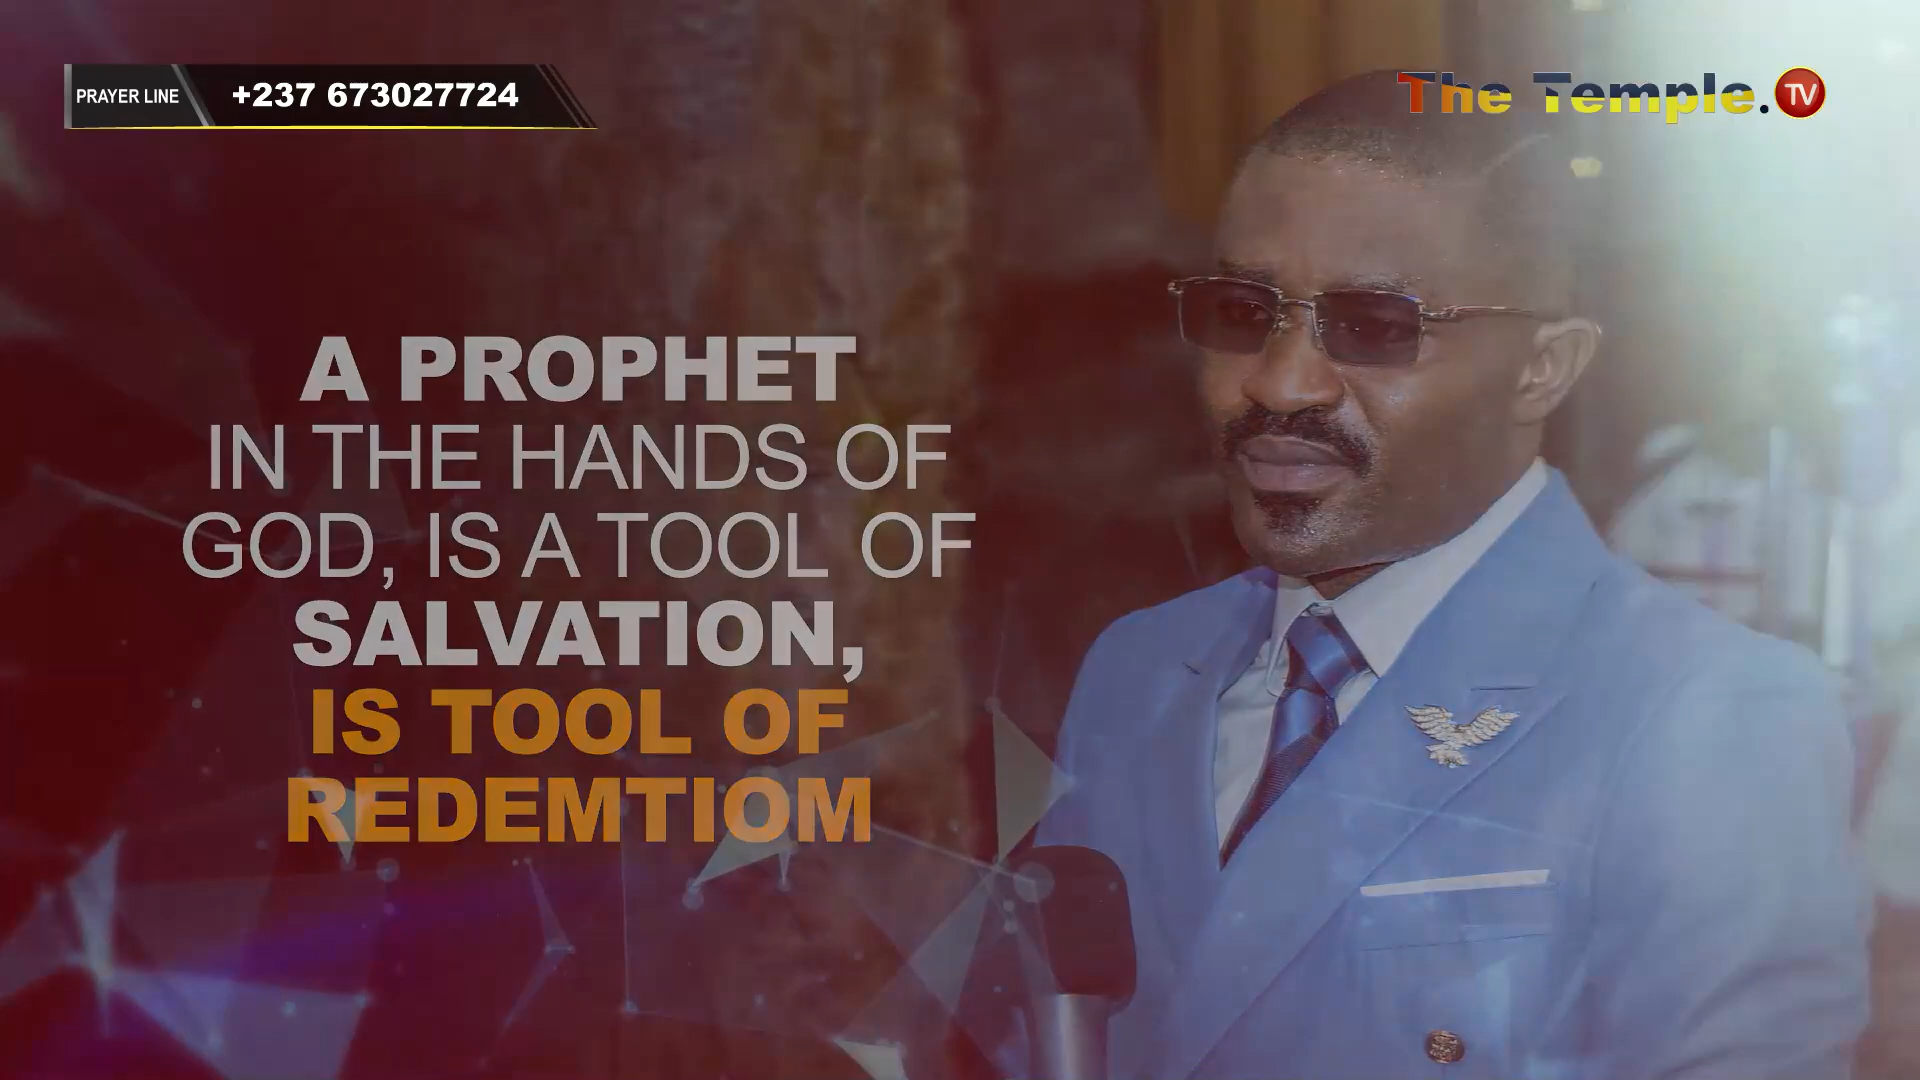 PRAYER LINE +237 673027724
The Temple.TV
A PROPHET
IN THE HANDS OF
GOD, IS A TOOL OF
SALVATION,
IS TOOL OF
REDEMTIOM